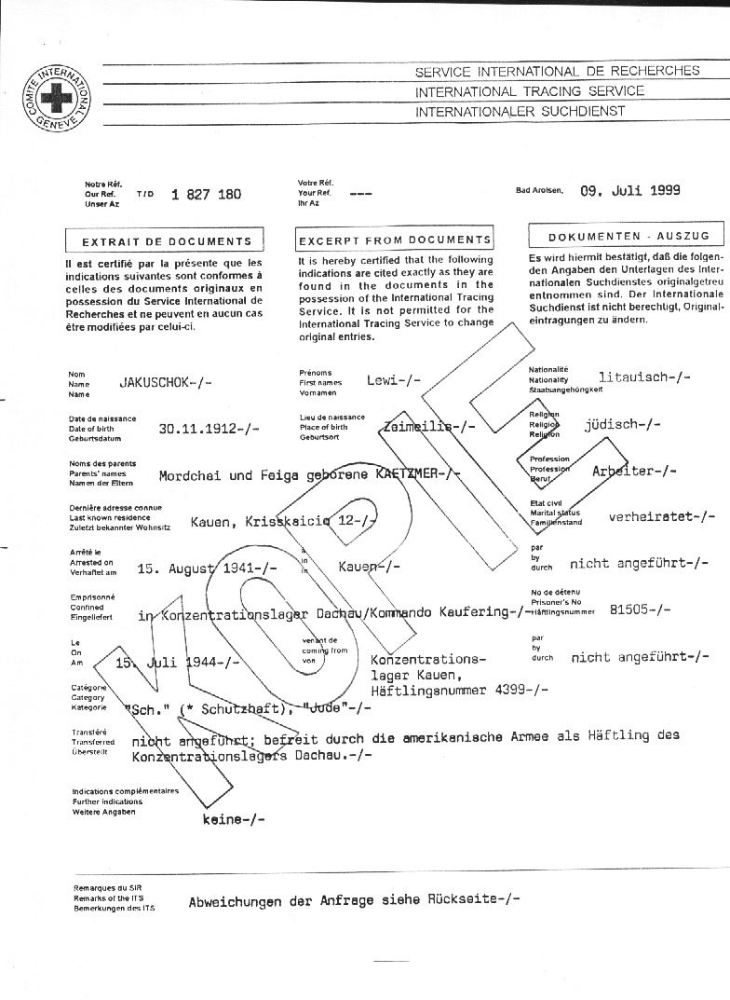 COMITÉ INTERNATIONAL GENEVE
SERVICE INTERNATIONAL DE RECHERCHES
INTERNATIONAL TRACING SERVICE
INTERNATIONALER SUCHDIENST
Notre Réf.
Our Ref. T/D 1 827 180
Unser Az
Votre Réf.
Your Ref. ---
Ihr Az
Bad Arolsen, 09. Juli 1999
EXTRAIT DE DOCUMENTS
Il est certifié par la présente que les
indications suivantes sont conformes à
celles des documents originaux en
possession du Service International de
Recherches et ne peuvent en aucun cas
être modifiées par celui-ci.
EXCERPT FROM DOCUMENTS
It is hereby certified that the following
indications are cited exactly as they are
found in the documents in the
possession of the International Tracing
Service. It is not permitted for the
International Tracing Service to change
original entries.
DOKUMENTEN - AUSZUG
Es wird hiermit bestätigt, daß die folgen-
den Angaben den Unterlagen des Inter-
nationalen Suchdienstes originalgetreu
entnommen sind. Der Internationale
Suchdienst ist nicht berechtigt, Original-
eintragungen zu ändern.
Nom
Name JAKUSCHOK-/-
Name
Prénoms
First names Lewi-/-
Vornamen
Nationalité
Nationality litauisch-/-
Staatsangehörigkeit
Date de naissance
Date of birth 30.11.1912-/-
Geburtsdatum
Lieu de naissance
Place of birth Zeimeilis-/-
Geburtsort
Religion
Religion jüdisch-/-
Religion
Noms des parents
Parents' names Mordchai und Feiga geborene KAETZMER-/-
Namen der Eltern
Profession
Profession Arbeiter-/-
Beruf
Dernière adresse connue
Last known residence Kauen, Krisskaicio 12-/-
Zuletzt bekannter Wohnsitz
Etat civil
Marital status verheiratet-/-
Familienstand
Arrêté le
Arrested on 15. August 1941-/-
Verhaftet am
à
in Kauen-/-
in
par
by nicht angeführt-/-
durch
Emprisonné
Confined in Konzentrationslager Dachau/Kommando Kaufering-/-
Eingeliefert
No de détenu
Prisoner's No 81505-/-
Häftlingsnummer
Le
On 15. Juli 1944-/-
Am
venant de
coming from
von Konzentrations-
lager Kauen,
Häftlingsnummer 4399-/-
par
by nicht angeführt-/-
durch
Catégorie
Category
Kategorie "Sch." (* Schutzhaft), "Jude"-/-
Transféré
Transferred nicht angeführt; befreit durch die amerikanische Armee als Häftling des
Überstellt Konzentrationslagers Dachau.-/-
Indications complémentaires
Further indications
Weitere Angaben keine-/-
KOPIE
Remarques du SIR
Remarks of the ITS Abweichungen der Anfrage siehe Rückseite-/-
Bemerkungen des ITS